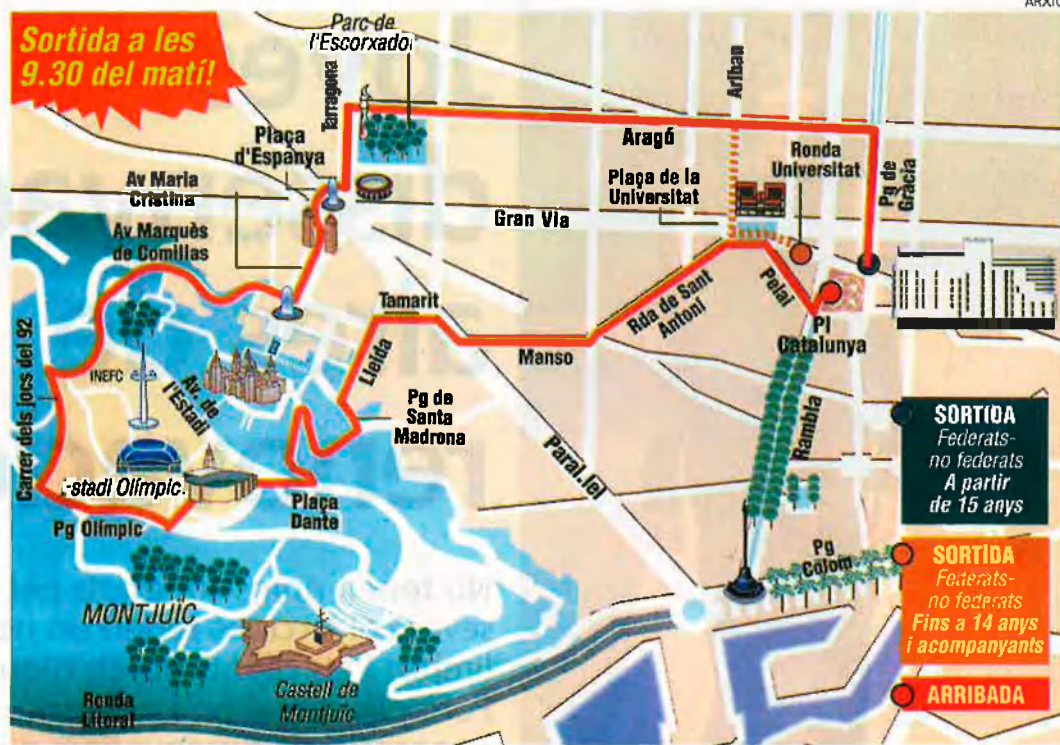 ARXIU
Sortida a les
9.30 del matí!
Parc de
l'Escorxador
Tarragona
Plaça
d'Espanya
Av Maria
Cristina
Av Marquès
de Comillas
Aragó
Ariban
Ronda
Universitat
Plaça de la
Universitat
Pg de
Gràcia
Gran Via
Pelai
Rda de Sant
Antoni
Pl
Catalunya
Tamarit
Manso
Lleida
Pg de
Santa
Madrona
Carrer dels jocs del 92
INEFC
Av. de
l'Estadi
-stadi Olímpic
Plaça
Dante
Pg Olímpic
Paral.lel
Rambla
Pg
Colom
MONTJUÏC
Castell de
Montjuïc
Ronda
Litoral
SORTIDA
Federats-
no federats
A partir
de 15 anys
SORTIDA
Federats-
no federats
Fins a 14 anys
i acompanyants
ARRIBADA